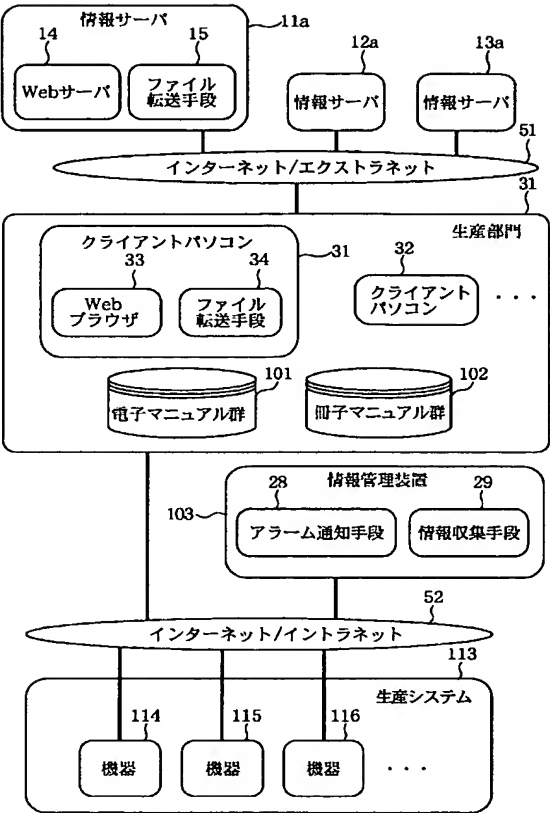 情報サーバ
11a
14
15
Webサーバ
ファイル
転送手段
12a
情報サーバ
13a
情報サーバ
51
インターネット/エクストラネット
31
生産部門
クライアントパソコン
31
33
34
Web
ブラウザ
ファイル
転送手段
32
クライアント
パソコン
・・・
101
電子マニュアル群
102
冊子マニュアル群
情報管理装置
103
28
29
アラーム通知手段
情報収集手段
52
インターネット/イントラネット
113
生産システム
114
115
116
機器
機器
機器
・・・